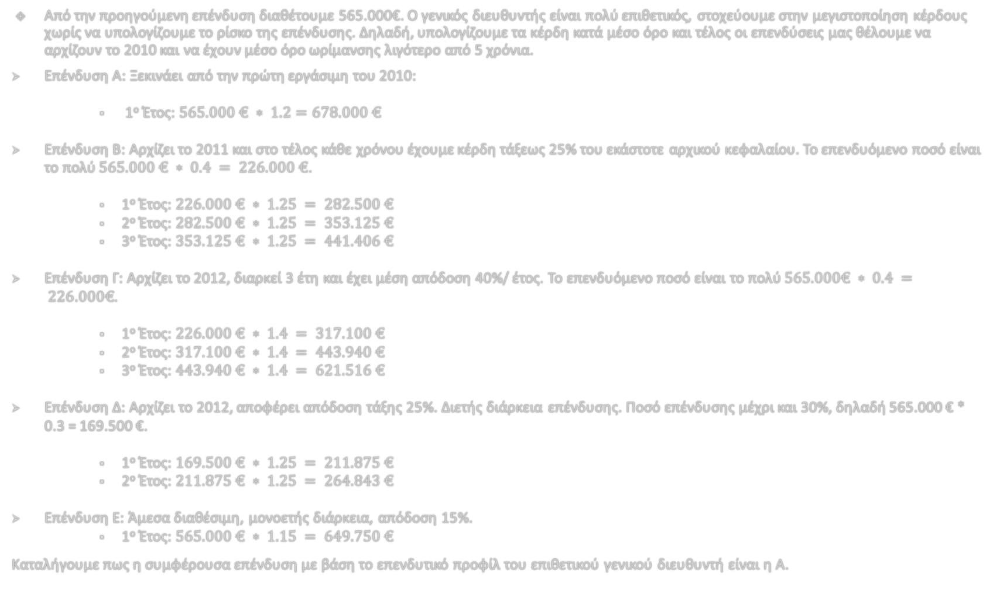 ❖ Από την προηγούμενη επένδυση διαθέτουμε 565.000€. Ο γενικός διευθυντής είναι πολύ επιθετικός, στοχεύουμε στην μεγιστοποίηση κέρδους
χωρίς να υπολογίζουμε το ρίσκο της επένδυσης. Δηλαδή, υπολογίζουμε τα κέρδη κατά μέσο όρο και τέλος οι επενδύσεις μας θέλουμε να
αρχίζουν το 2010 και να έχουν μέσο όρο ωρίμανσης λιγότερο από 5 χρόνια.
➢ Επένδυση Α: Ξεκινάει από την πρώτη εργάσιμη του 2010:
▫ 1ο Έτος: 565.000 € ∗ 1.2 = 678.000 €
➢ Επένδυση Β: Αρχίζει το 2011 και στο τέλος κάθε χρόνου έχουμε κέρδη τάξεως 25% του εκάστοτε αρχικού κεφαλαίου. Το επενδυόμενο ποσό είναι
το πολύ 565.000 € ∗ 0.4 = 226.000 €.
▫ 1ο Έτος: 226.000 € ∗ 1.25 = 282.500 €
▫ 2ο Έτος: 282.500 € ∗ 1.25 = 353.125 €
▫ 3ο Έτος: 353.125 € ∗ 1.25 = 441.406 €
➢ Επένδυση Γ: Αρχίζει το 2012, διαρκεί 3 έτη και έχει μέση απόδοση 40%/ έτος. Το επενδυόμενο ποσό είναι το πολύ 565.000€ ∗ 0.4 =
226.000€.
▫ 1ο Έτος: 226.000 € ∗ 1.4 = 317.100 €
▫ 2ο Έτος: 317.100 € ∗ 1.4 = 443.940 €
▫ 3ο Έτος: 443.940 € ∗ 1.4 = 621.516 €
➢ Επένδυση Δ: Αρχίζει το 2012, αποφέρει απόδοση τάξης 25%. Διετής διάρκεια επένδυσης. Ποσό επένδυσης μέχρι και 30%, δηλαδή 565.000 € *
0.3 = 169.500 €.
▫ 1ο Έτος: 169.500 € ∗ 1.25 = 211.875 €
▫ 2ο Έτος: 211.875 € ∗ 1.25 = 264.843 €
➢ Επένδυση Ε: Άμεσα διαθέσιμη, μονοετής διάρκεια, απόδοση 15%.
▫ 1ο Έτος: 565.000 € ∗ 1.15 = 649.750 €
Καταλήγουμε πως η συμφέρουσα επένδυση με βάση το επενδυτικό προφίλ του επιθετικού γενικού διευθυντή είναι η Α.